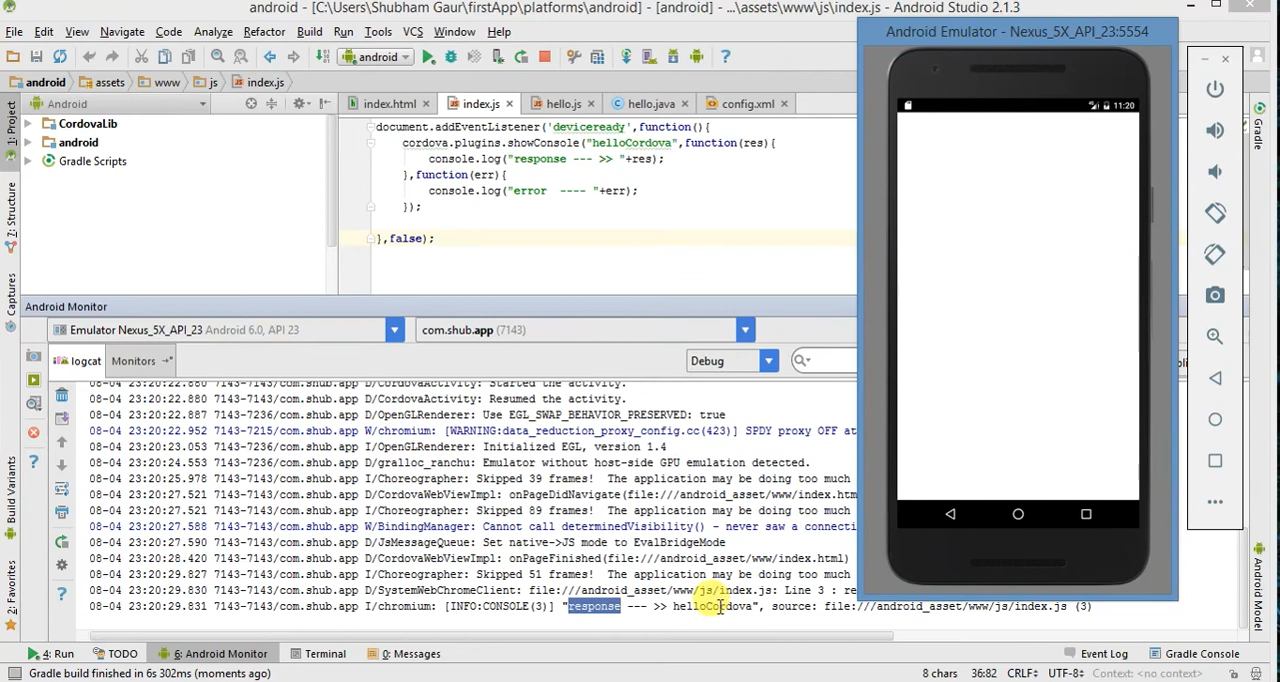 android - [C:\Users\Shubham Gaur\firstApp\platforms\android] - [android] - ...\assets\www\js\index.js - Android Studio 2.1.3
File Edit View Navigate Code Analyze Refactor Build Run Tools VCS Window Help
android
android assets www js index.js
Android
index.html index.js hello.js hello.java config.xml
CordovaLib
android
Gradle Scripts
document.addEventListener('deviceready',function(){
cordova.plugins.showConsole("helloCordova",function(res){
console.log("response --- >> "+res);
},function(err){
console.log("error  ---- "+err);
});
},false);
Android Monitor
Emulator Nexus_5X_API_23 Android 6.0, API 23
com.shub.app (7143)
logcat Monitors
Debug
08-04 23:20:22.880 7143-7143/com.shub.app D/CordovaActivity: Started the activity.
08-04 23:20:22.880 7143-7143/com.shub.app D/CordovaActivity: Resumed the activity.
08-04 23:20:22.887 7143-7236/com.shub.app D/OpenGLRenderer: Use EGL_SWAP_BEHAVIOR_PRESERVED: true
08-04 23:20:22.952 7143-7215/com.shub.app W/chromium: [WARNING:data_reduction_proxy_config.cc(423)] SPDY proxy OFF at
08-04 23:20:23.051 7143-7236/com.shub.app I/OpenGLRenderer: Initialized EGL, version 1.4
08-04 23:20:24.553 7143-7236/com.shub.app D/gralloc_ranchu: Emulator without host-side GPU emulation detected.
08-04 23:20:25.978 7143-7143/com.shub.app I/Choreographer: Skipped 39 frames!  The application may be doing too much
08-04 23:20:27.521 7143-7143/com.shub.app D/CordovaWebViewImpl: onPageDidNavigate(file:///android_asset/www/index.htm
08-04 23:20:27.521 7143-7143/com.shub.app I/Choreographer: Skipped 89 frames!  The application may be doing too much
08-04 23:20:27.588 7143-7143/com.shub.app W/BindingManager: Cannot call determinedVisibility() - never saw a connecti
08-04 23:20:27.730 7143-7143/com.shub.app D/JsMessageQueue: Set native->JS mode to EvalBridgeMode
08-04 23:20:28.420 7143-7143/com.shub.app D/CordovaWebViewImpl: onPageFinished(file:///android_asset/www/index.html)
08-04 23:20:29.827 7143-7143/com.shub.app I/Choreographer: Skipped 51 frames!  The application may be doing too much
08-04 23:20:29.830 7143-7143/com.shub.app D/SystemWebChromeClient: file:///android_asset/www/js/index.js: Line 3 : re
08-04 23:20:29.831 7143-7143/com.shub.app I/chromium: [INFO:CONSOLE(3)] "response --- >> helloCordova", source: file:///android_asset/www/js/index.js (3)
4: Run TODO 6: Android Monitor Terminal 0: Messages Event Log Gradle Console
Gradle build finished in 6s 302ms (moments ago) 8 chars 36:82 CRLF UTF-8 Context: <no context>
1: Project
7: Structure
Captures
Build Variants
2: Favorites
Android Emulator - Nexus_5X_API_23:5554
11:20
Gradle
Android Model